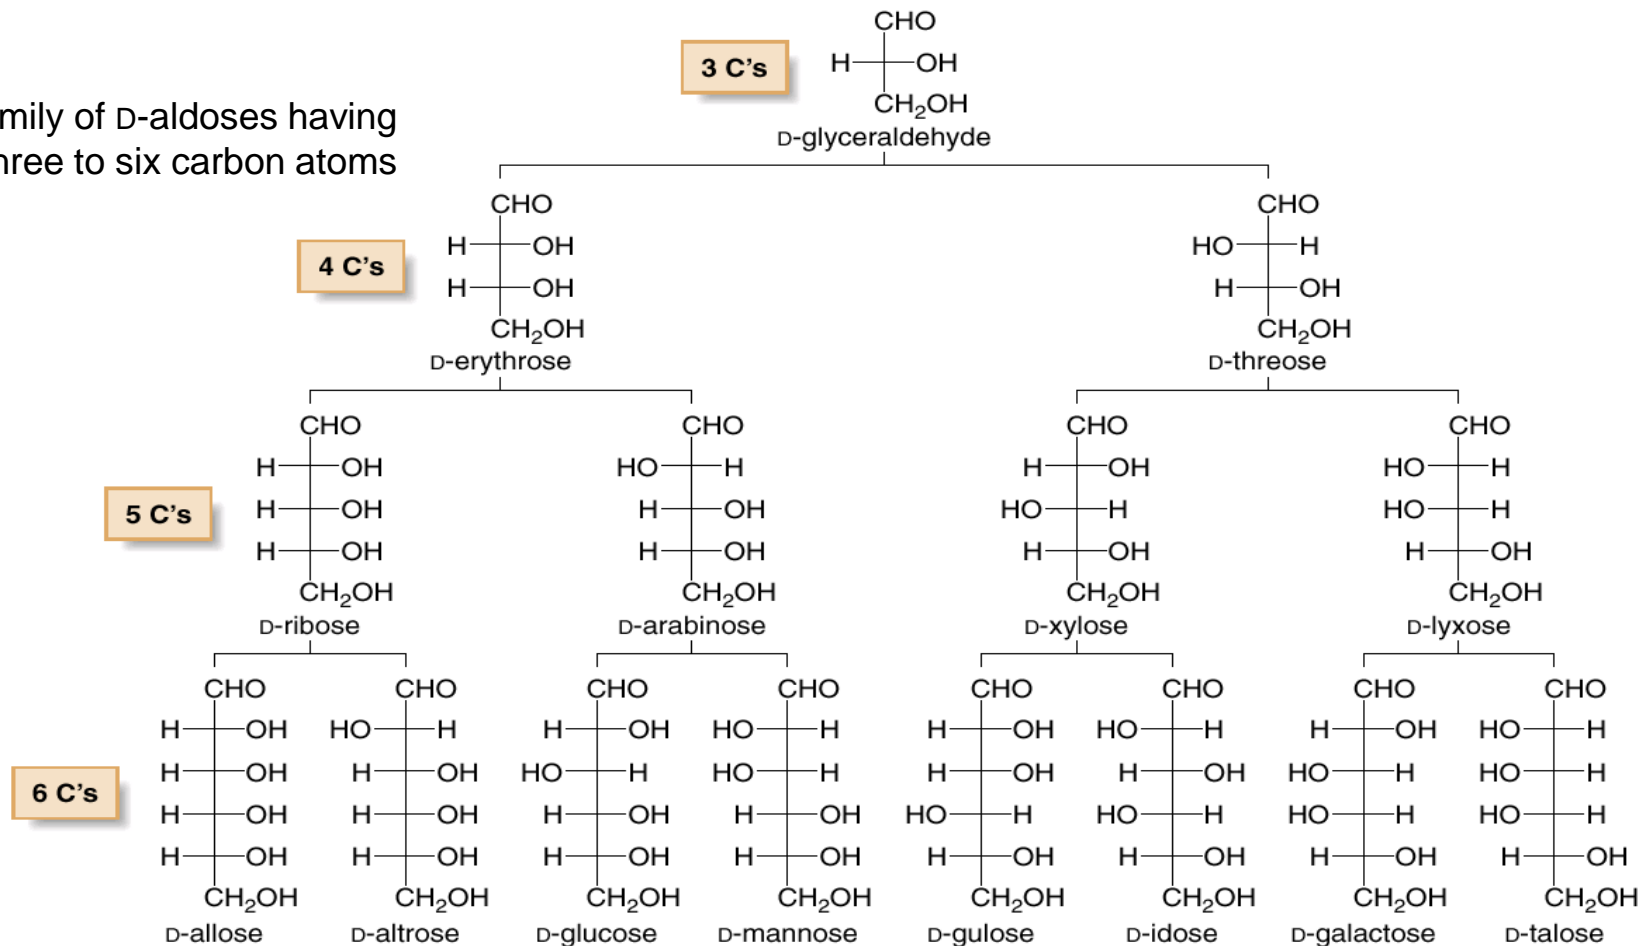 CHO
3 C's
H OH
CH₂OH
D-glyceraldehyde
mily of D-aldoses having
hree to six carbon atoms
CHO CHO
4 C's
H OH HO H
H OH H OH
CH₂OH CH₂OH
D-erythrose D-threose
CHO CHO CHO CHO
H OH HO H H OH HO H
5 C's
H OH H OH HO H HO H
H OH H OH H OH H OH
CH₂OH CH₂OH CH₂OH CH₂OH
D-ribose D-arabinose D-xylose D-lyxose
CHO CHO CHO CHO CHO CHO CHO CHO
H OH HO H H OH HO H H OH HO H H OH HO H
H OH H OH HO H HO H H OH H OH HO H HO H
6 C's
H OH H OH H OH H OH HO H HO H HO H HO H
H OH H OH H OH H OH H OH H OH H OH H OH
CH₂OH CH₂OH CH₂OH CH₂OH CH₂OH CH₂OH CH₂OH CH₂OH
D-allose D-altrose D-glucose D-mannose D-gulose D-idose D-galactose D-talose